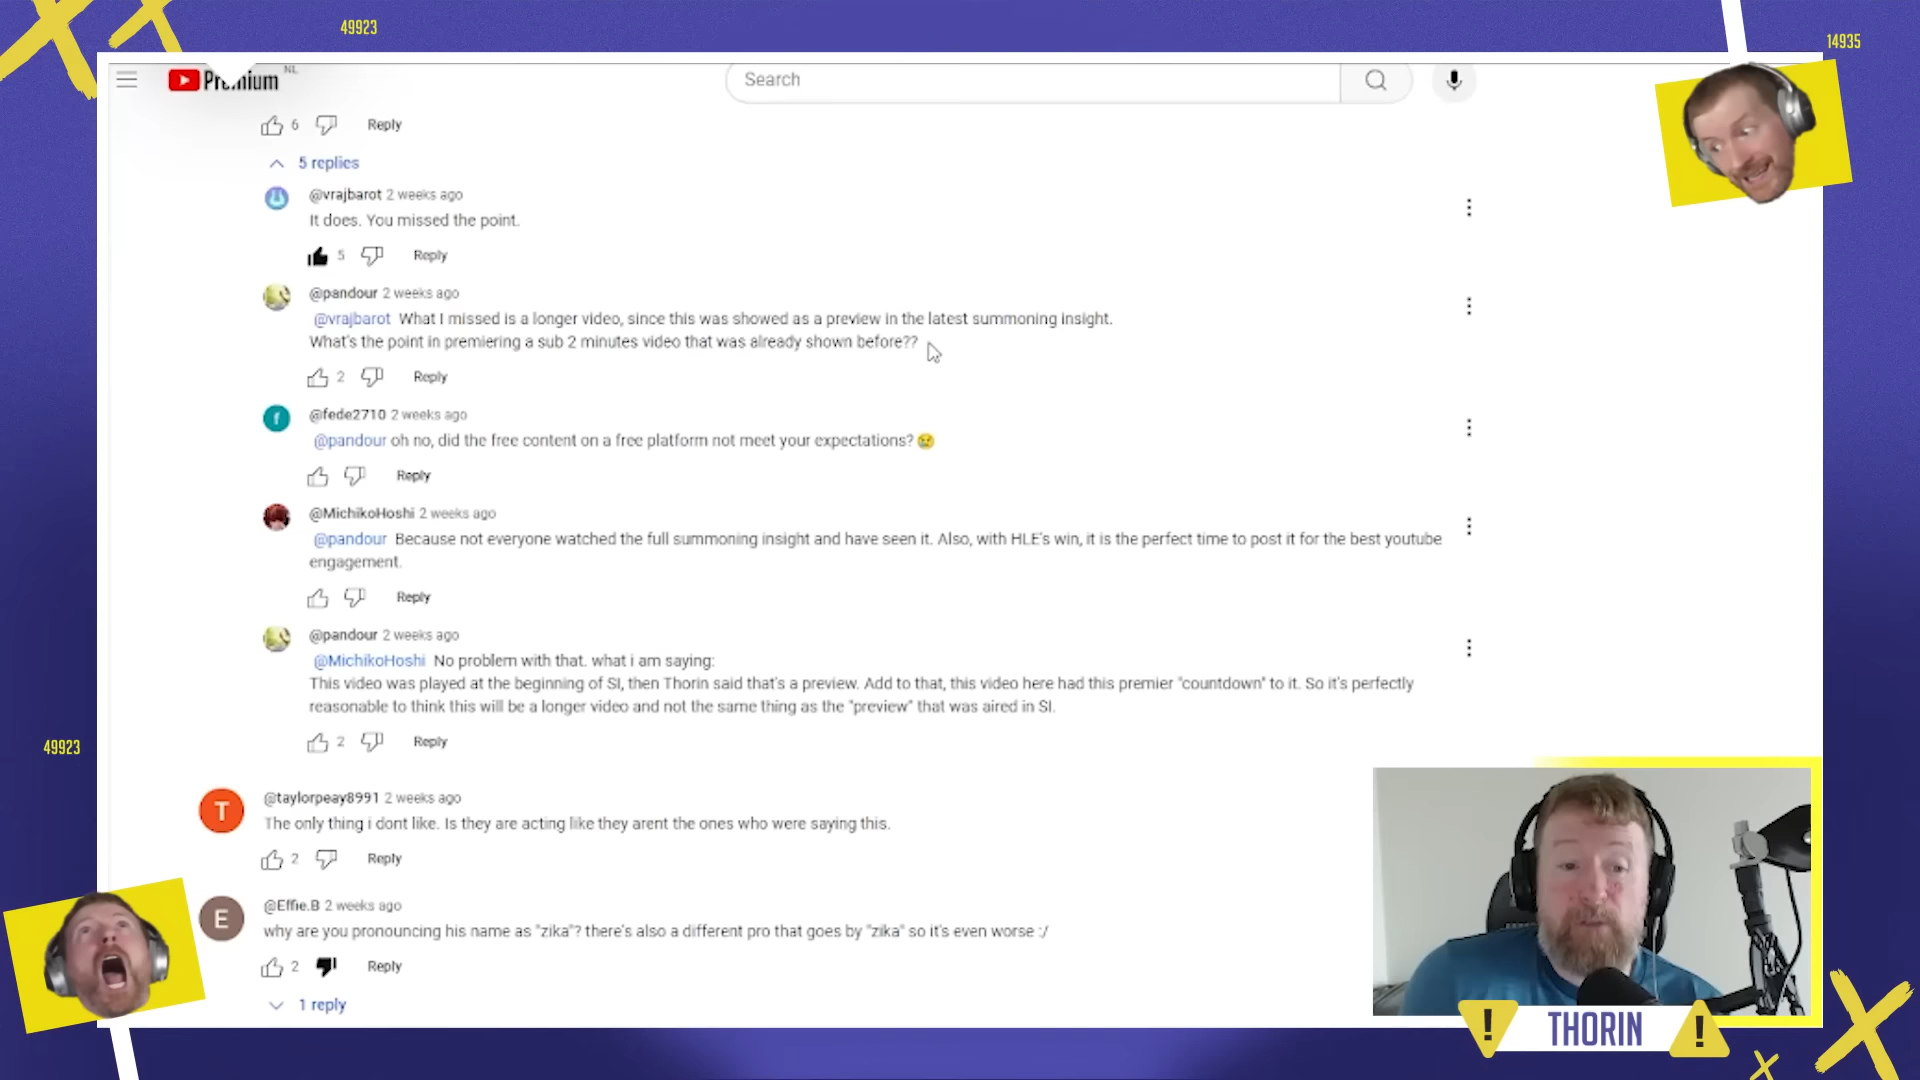 49923
14935
Premium
NL
Search
6
Reply
5 replies
@vrajbarot 2 weeks ago
It does. You missed the point.
5
Reply
@pandour 2 weeks ago
@vrajbarot What I missed is a longer video, since this was showed as a preview in the latest summoning insight.
What's the point in premiering a sub 2 minutes video that was already shown before??
2
Reply
@fede2710 2 weeks ago
@pandour oh no, did the free content on a free platform not meet your expectations? 😢
Reply
@MichikoHoshi 2 weeks ago
@pandour Because not everyone watched the full summoning insight and have seen it. Also, with HLE's win, it is the perfect time to post it for the best youtube
engagement.
Reply
@pandour 2 weeks ago
@MichikoHoshi No problem with that. what i am saying:
This video was played at the beginning of SI, then Thorin said that's a preview. Add to that, this video here had this premier "countdown" to it. So it's perfectly
reasonable to think this will be a longer video and not the same thing as the "preview" that was aired in SI.
2
Reply
49923
T
@taylorpeay8991 2 weeks ago
The only thing i dont like. Is they are acting like they arent the ones who were saying this.
2
Reply
E
@Effie.B 2 weeks ago
why are you pronouncing his name as "zika"? there's also a different pro that goes by "zika" so it's even worse :/
2
Reply
1 reply
! THORIN !